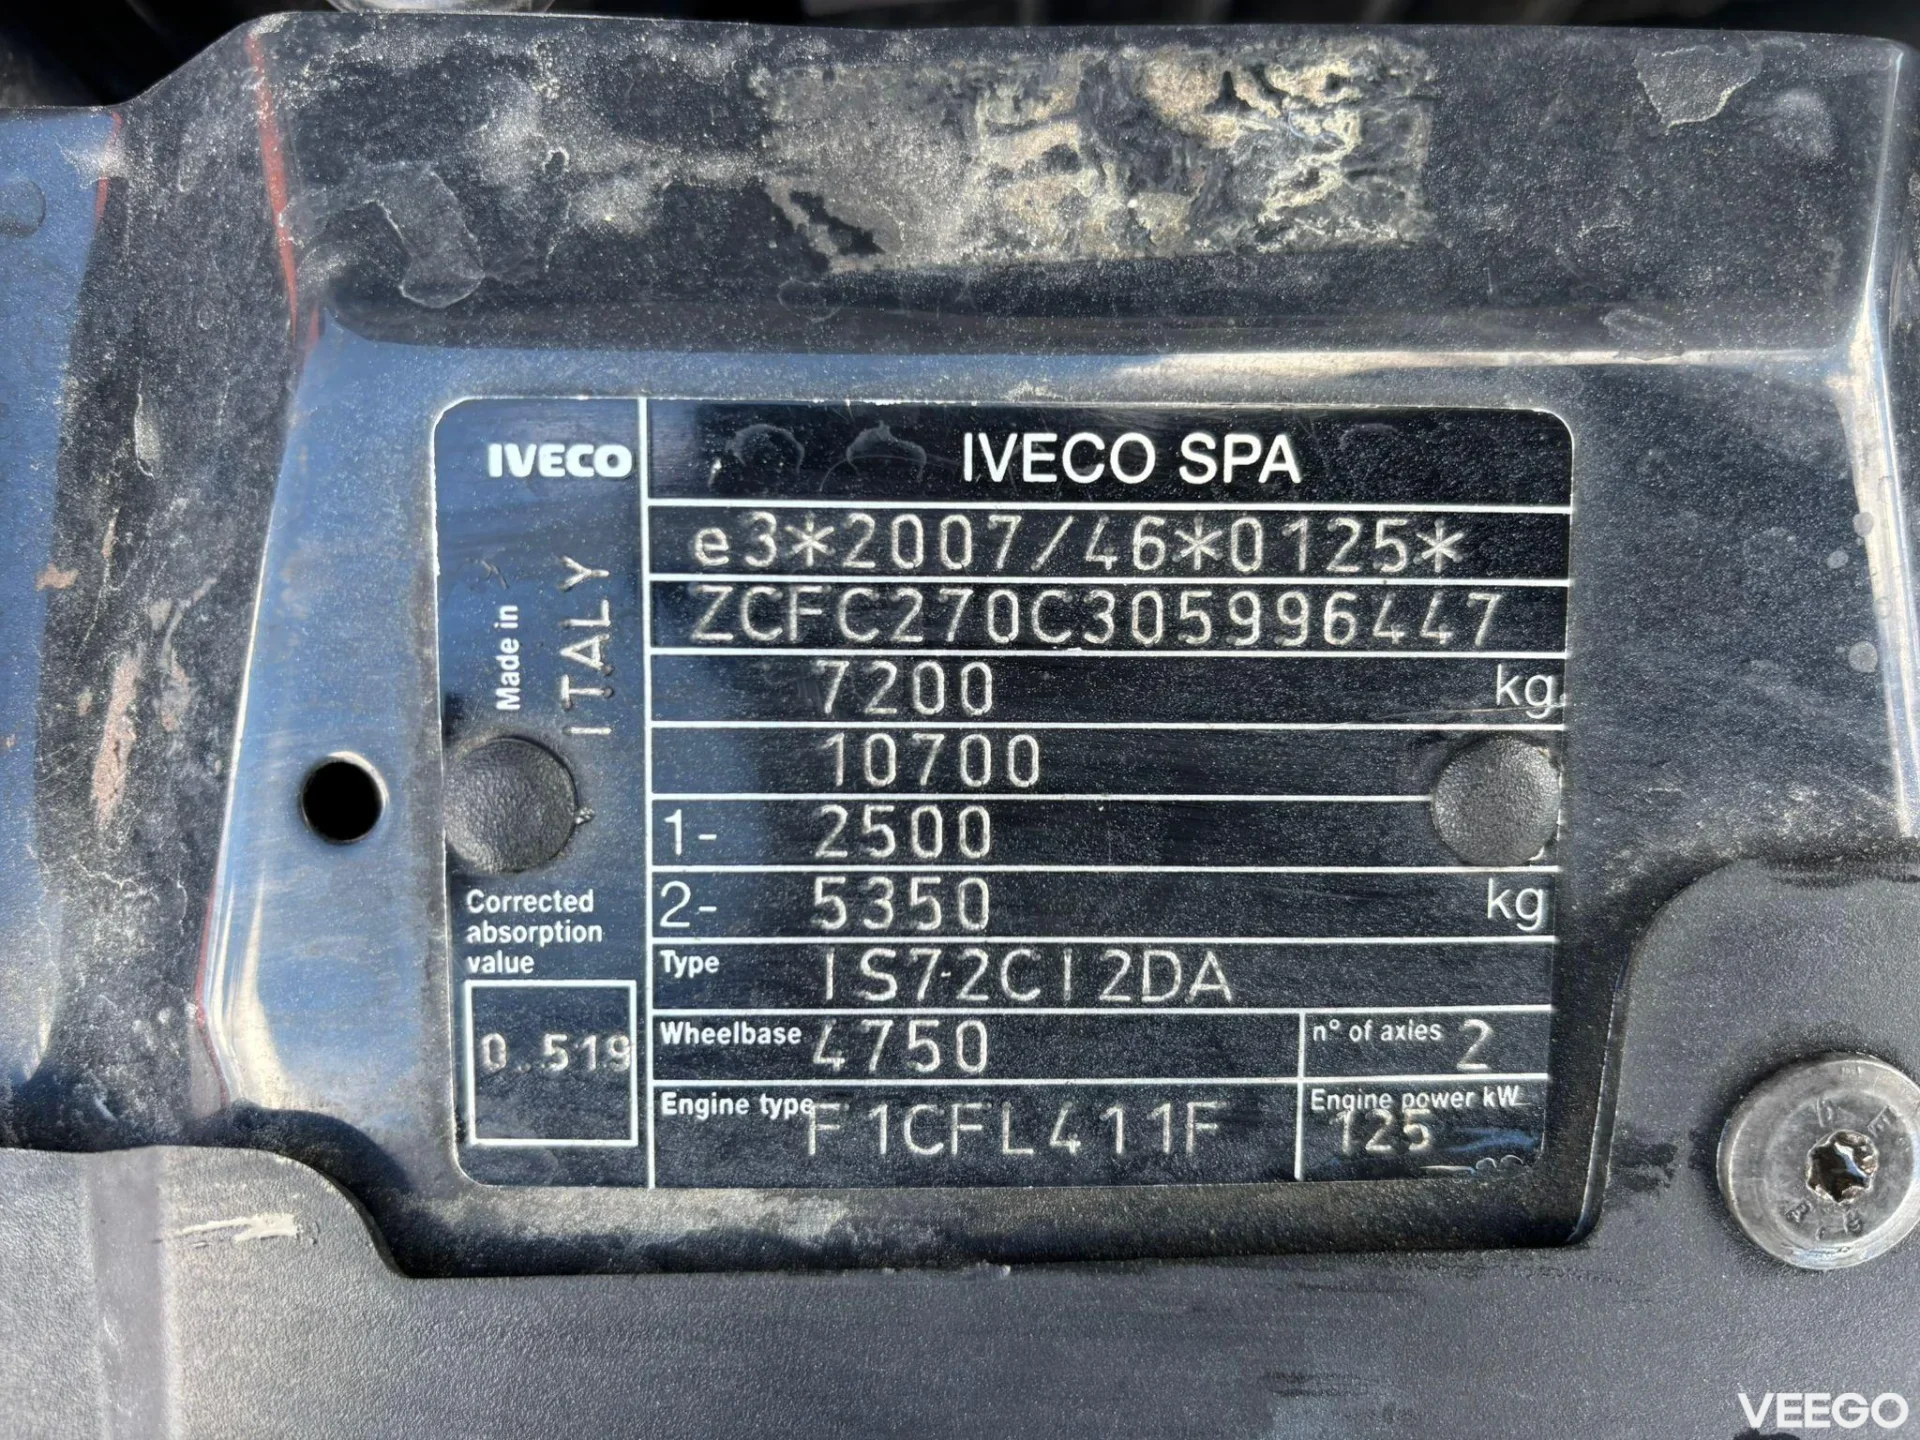 IVECO
IVECO SPA
e3*2007/46*0125*
ZCFC270C305996447
Made in
ITALY
7200 kg
10700
1- 2500
2- 5350 kg
Corrected
absorption
value
0.519
Type IS72CI2DA
Wheelbase 4750
n° of axles 2
Engine type F1CFL411F
Engine power kW
125
VEEGO